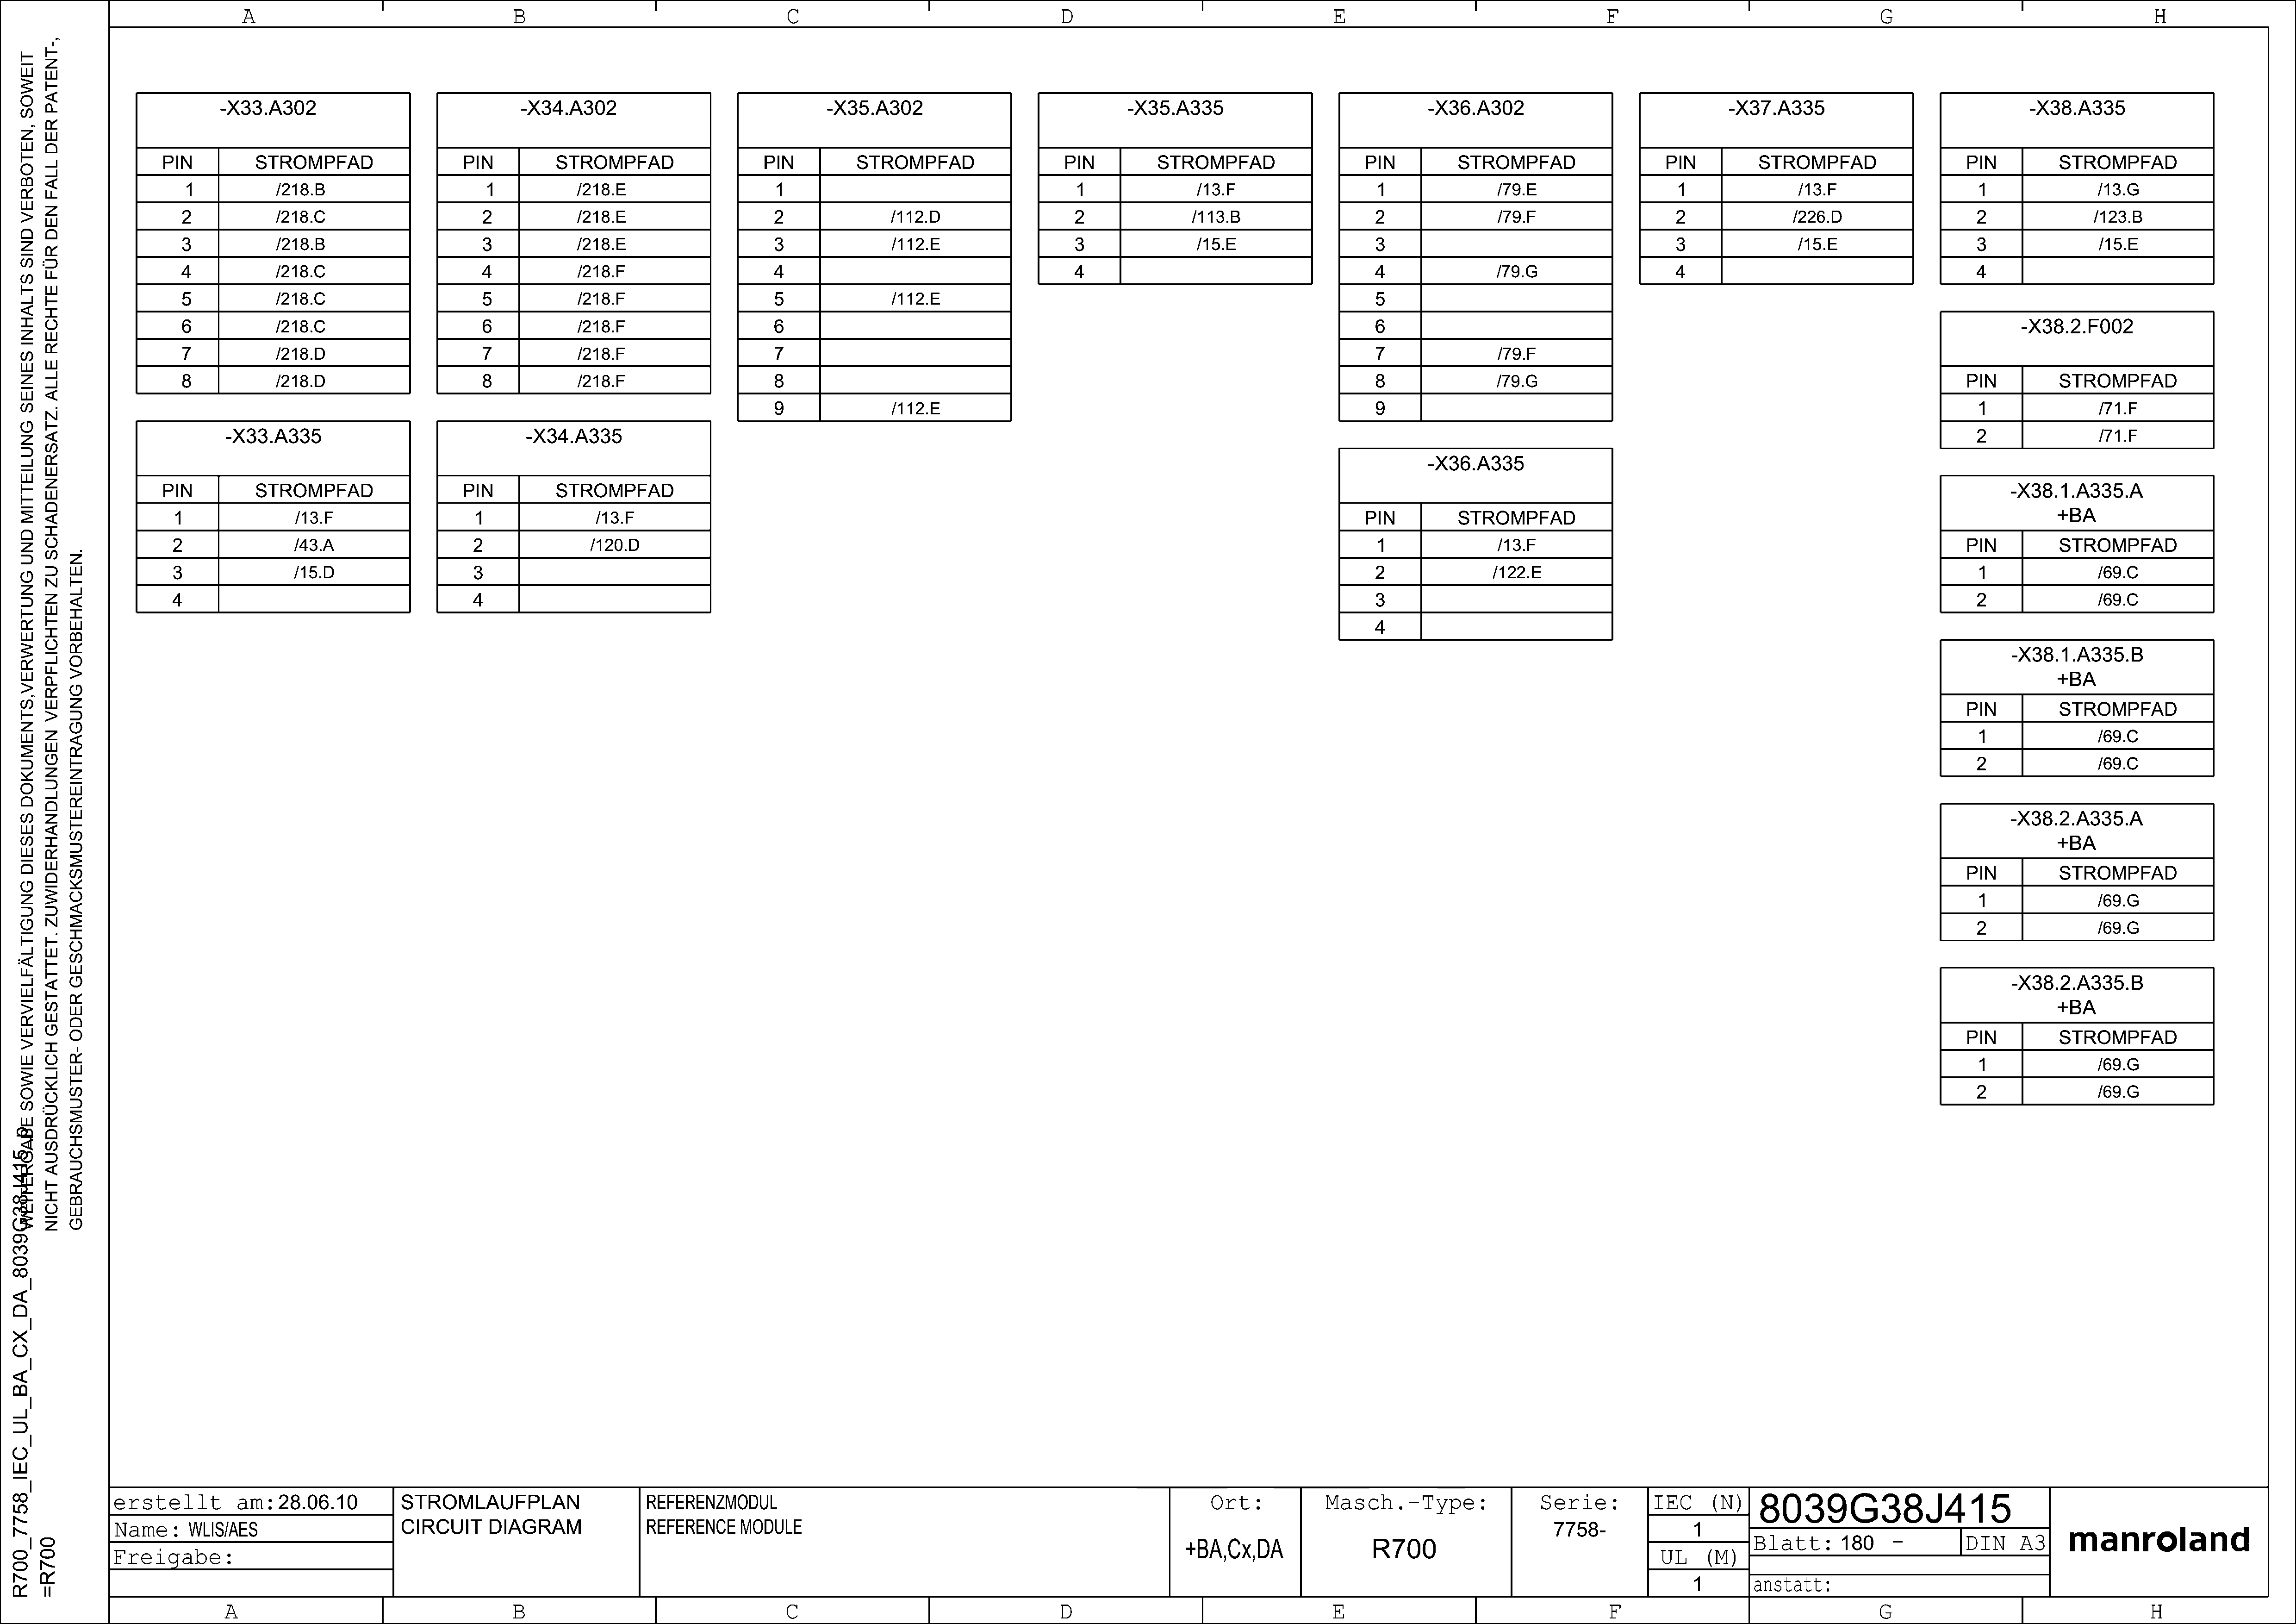 A B C D E F G H
-X33.A302
PIN STROMPFAD
1 /218.B
2 /218.C
3 /218.B
4 /218.C
5 /218.C
6 /218.C
7 /218.D
8 /218.D
-X33.A335
PIN STROMPFAD
1 /13.F
2 /43.A
3 /15.D
4
-X34.A302
PIN STROMPFAD
1 /218.E
2 /218.E
3 /218.E
4 /218.F
5 /218.F
6 /218.F
7 /218.F
8 /218.F
-X34.A335
PIN STROMPFAD
1 /13.F
2 /120.D
3
4
-X35.A302
PIN STROMPFAD
1
2 /112.D
3 /112.E
4
5 /112.E
6
7
8
9 /112.E
-X35.A335
PIN STROMPFAD
1 /13.F
2 /113.B
3 /15.E
4
-X36.A302
PIN STROMPFAD
1 /79.E
2 /79.F
3
4 /79.G
5
6
7 /79.F
8 /79.G
9
-X36.A335
PIN STROMPFAD
1 /13.F
2 /122.E
3
4
-X37.A335
PIN STROMPFAD
1 /13.F
2 /226.D
3 /15.E
4
-X38.A335
PIN STROMPFAD
1 /13.G
2 /123.B
3 /15.E
4
-X38.2.F002
PIN STROMPFAD
1 /71.F
2 /71.F
-X38.1.A335.A
+BA
PIN STROMPFAD
1 /69.C
2 /69.C
-X38.1.A335.B
+BA
PIN STROMPFAD
1 /69.C
2 /69.C
-X38.2.A335.A
+BA
PIN STROMPFAD
1 /69.G
2 /69.G
-X38.2.A335.B
+BA
PIN STROMPFAD
1 /69.G
2 /69.G
WEITERGABE SOWIE VERVIELFÄLTIGUNG DIESES DOKUMENTS,VERWERTUNG UND MITTEILUNG SEINES INHALTS SIND VERBOTEN, SOWEIT
NICHT AUSDRÜCKLICH GESTATTET. ZUWIDERHANDLUNGEN VERPFLICHTEN ZU SCHADENERSATZ. ALLE RECHTE FÜR DEN FALL DER PATENT-,
GEBRAUCHSMUSTER- ODER GESCHMACKSMUSTEREINTRAGUNG VORBEHALTEN.
R700_7758_IEC_UL_BA_CX_DA_8039G38J415_D
=R700
erstellt am: 28.06.10
Name: WLIS/AES
Freigabe:
STROMLAUFPLAN
CIRCUIT DIAGRAM
REFERENZMODUL
REFERENCE MODULE
Ort:
+BA,Cx,DA
Masch.-Type:
R700
Serie:
7758-
IEC (N)
1
UL (M)
1
8039G38J415
Blatt: 180 -
DIN A3
anstatt:
manroland
A B C D E F G H